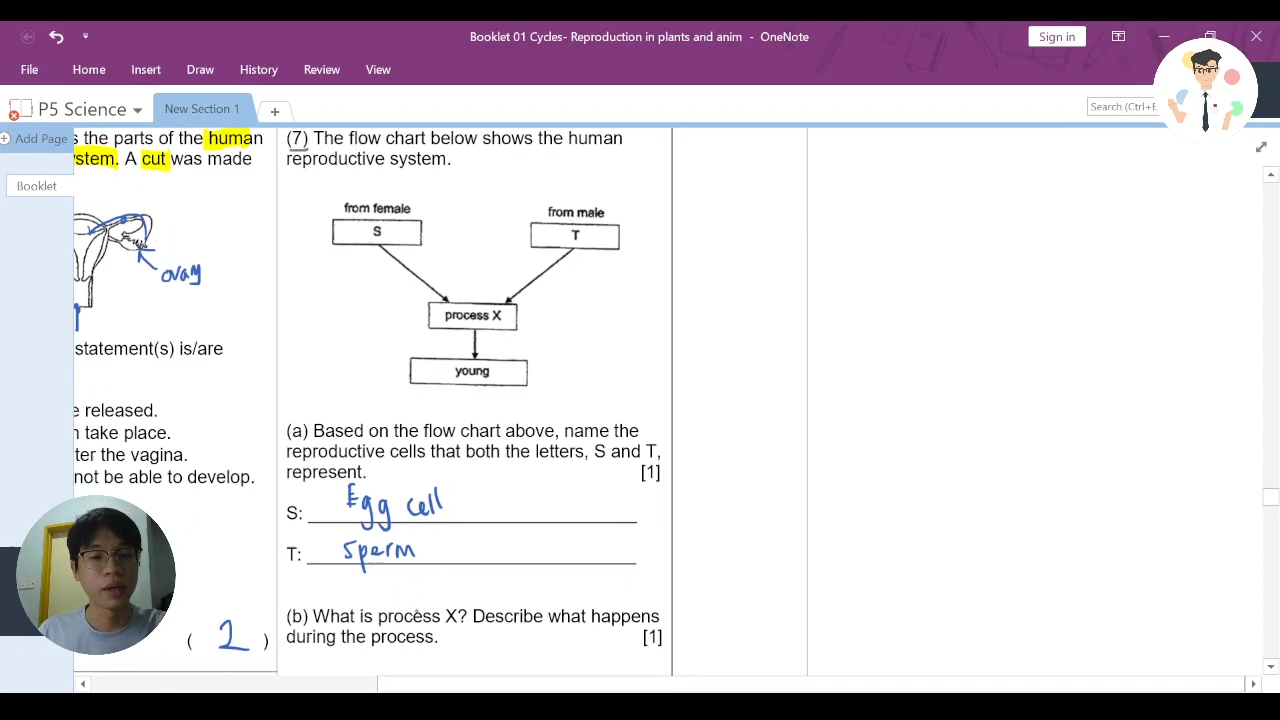 Booklet 01 Cycles- Reproduction in plants and anim - OneNote
Sign in
File Home Insert Draw History Review View
P5 Science
New Section 1
Search (Ctrl+E
Add Page
Booklet
s the parts of the human
ystem. A cut was made
ovary
statement(s) is/are
e released.
n take place.
ter the vagina.
not be able to develop.
( 2 )
(7) The flow chart below shows the human
reproductive system.
from female
from male
S
T
process X
young
(a) Based on the flow chart above, name the
reproductive cells that both the letters, S and T,
represent. [1]
S: Egg cell
T: Sperm
(b) What is process X? Describe what happens
during the process. [1]